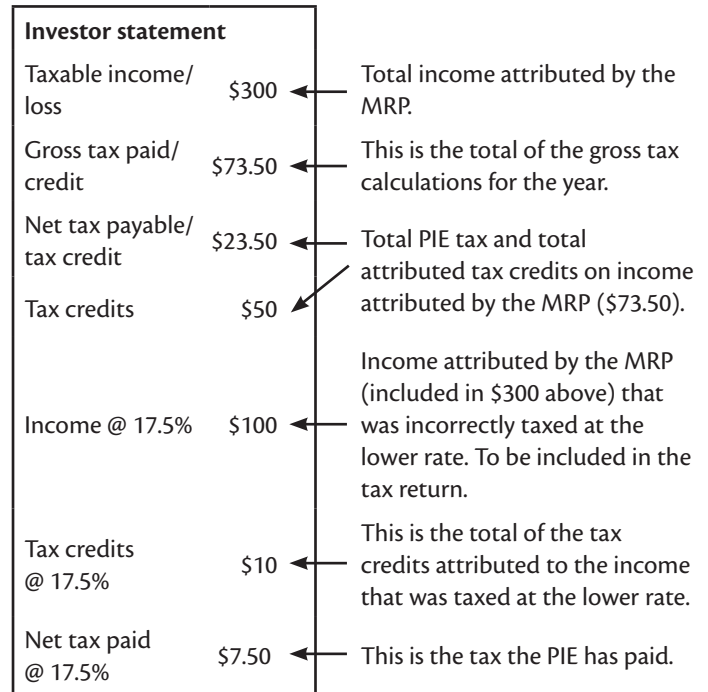 Investor statement
Taxable income/
loss
$300
Total income attributed by the
MRP.
Gross tax paid/
credit
$73.50
This is the total of the gross tax
calculations for the year.
Net tax payable/
tax credit
$23.50
Total PIE tax and total
attributed tax credits on income
attributed by the MRP ($73.50).
Tax credits
$50
Income @ 17.5%
$100
Income attributed by the MRP
(included in $300 above) that
was incorrectly taxed at the
lower rate. To be included in the
tax return.
Tax credits
@ 17.5%
$10
This is the total of the tax
credits attributed to the income
that was taxed at the lower rate.
Net tax paid
@ 17.5%
$7.50
This is the tax the PIE has paid.